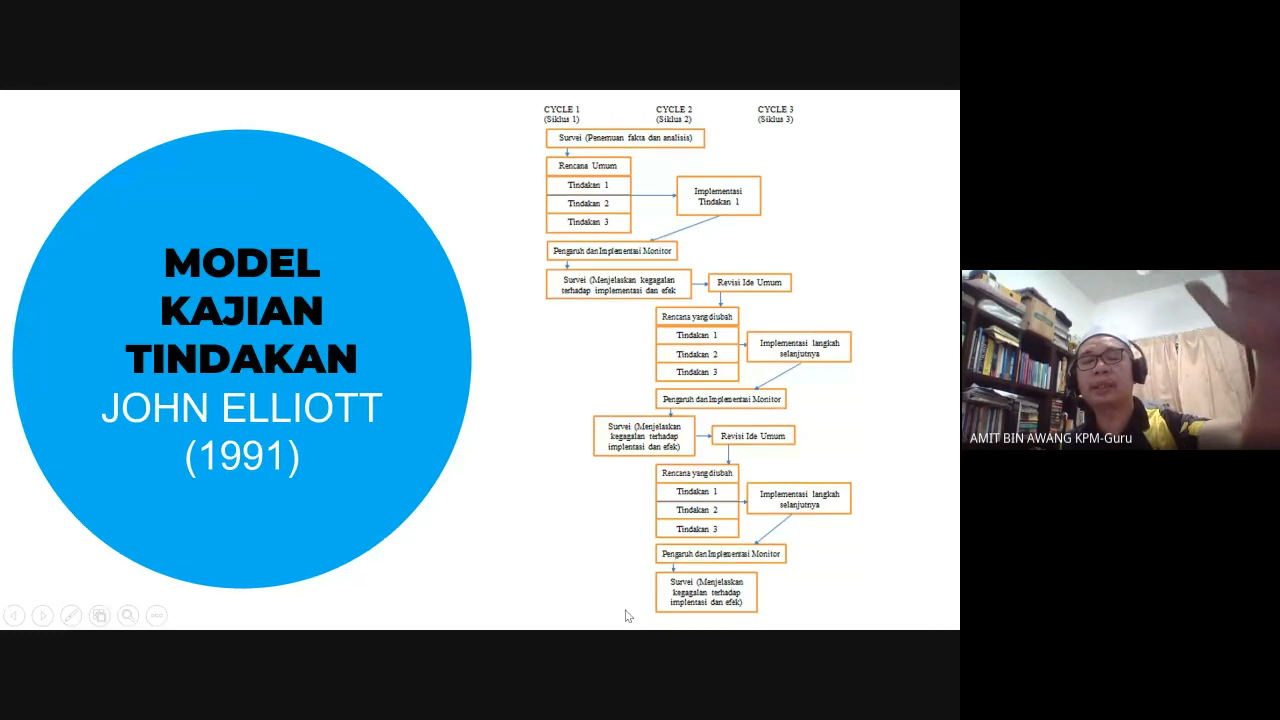 MODEL
KAJIAN
TINDAKAN
JOHN ELLIOTT
(1991)
CYCLE 1
(Siklus 1)
CYCLE 2
(Siklus 2)
CYCLE 3
(Siklus 3)
Survei (Penemuan fakta dan analisis)
Rencana Umum
Tindakan 1
Tindakan 2
Tindakan 3
Implementasi
Tindakan 1
Pengaruh dan Implementasi Monitor
Survei (Menjelaskan kegagalan
terhadap implementasi dan efek
Revisi Ide Umum
Rencana yang diubah
Tindakan 1
Tindakan 2
Tindakan 3
Implementasi langkah
selanjutnya
Pengaruh dan Implementasi Monitor
Survei (Menjelaskan
kegagalan terhadap
implmentasi dan efek)
Revisi Ide Umum
Rencana yang diubah
Tindakan 1
Tindakan 2
Tindakan 3
Implementasi langkah
selanjutnya
Pengaruh dan Implementasi Monitor
Survei (Menjelaskan
kegagalan terhadap
implentasi dan efek)
AMIT BIN AWANG KPM-Guru